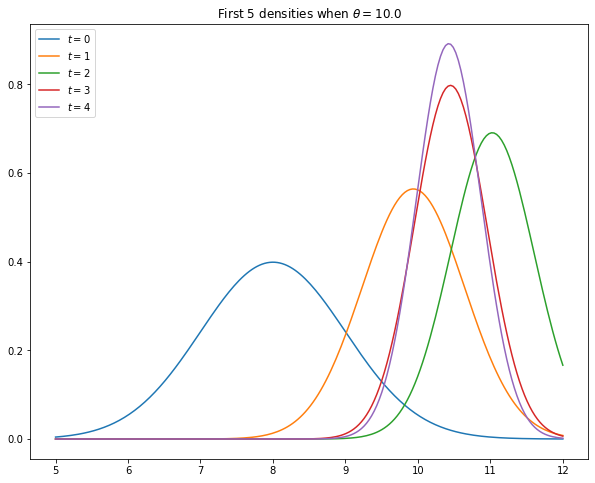 First 5 densities when θ = 10.0
t = 0
t = 1
t = 2
t = 3
t = 4
0.8
0.6
0.4
0.2
0.0
5 6 7 8 9 10 11 12